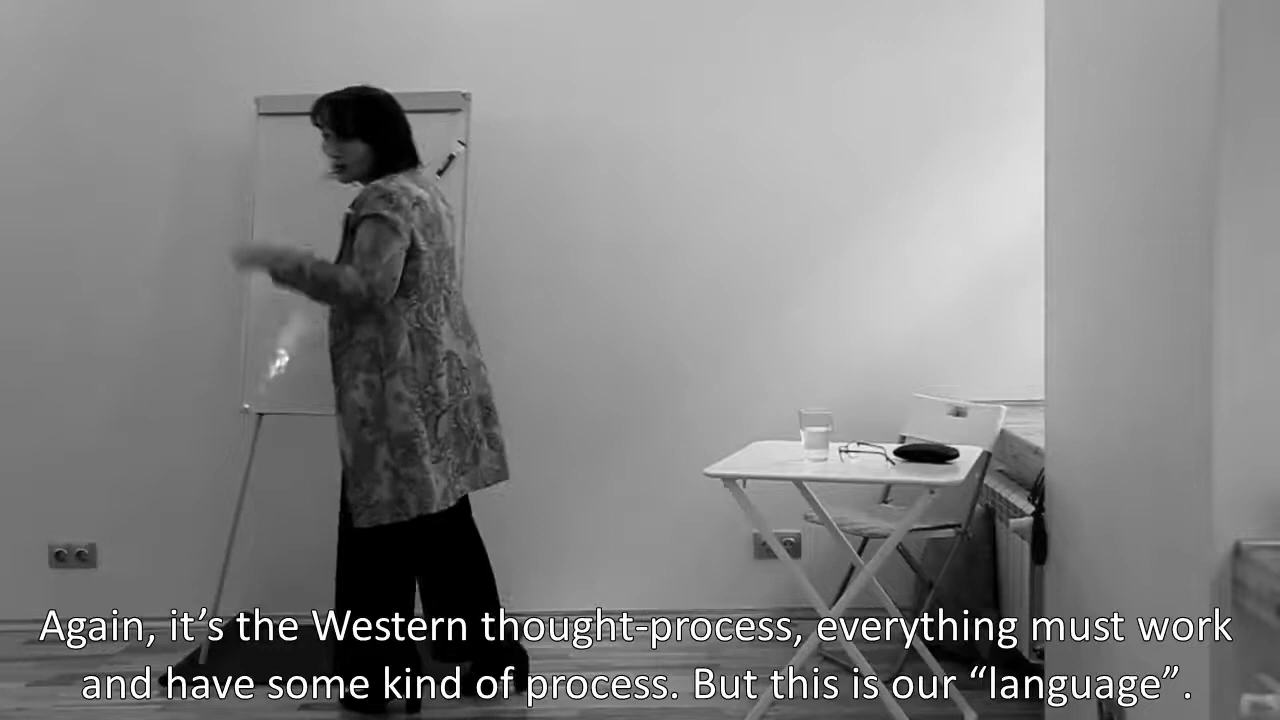 Again, it’s the Western thought-process, everything must work
and have some kind of process. But this is our “language”.